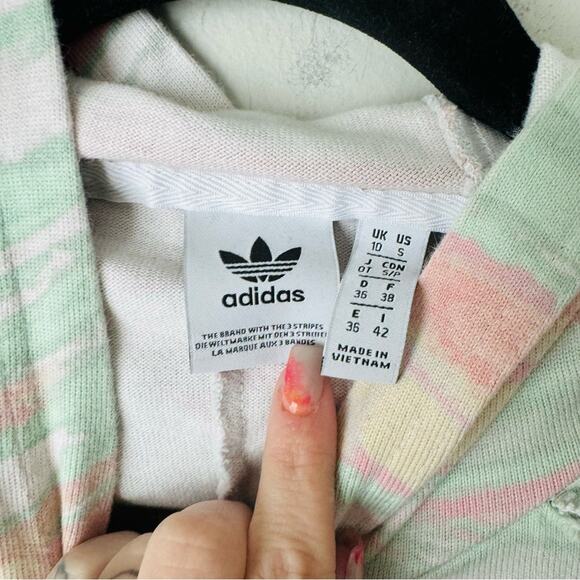 adidas
THE BRAND WITH THE 3 STRIPES
DIE WELTMARKE MIT DEN 3 STREIFEN
LA MARQUE AUX 3 BANDES
UK US
10 S
J CDN
OT S/P
D F
36 38
E I
36 42
MADE IN
VIETNAM